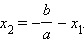 x₂ = -b/a - x₁